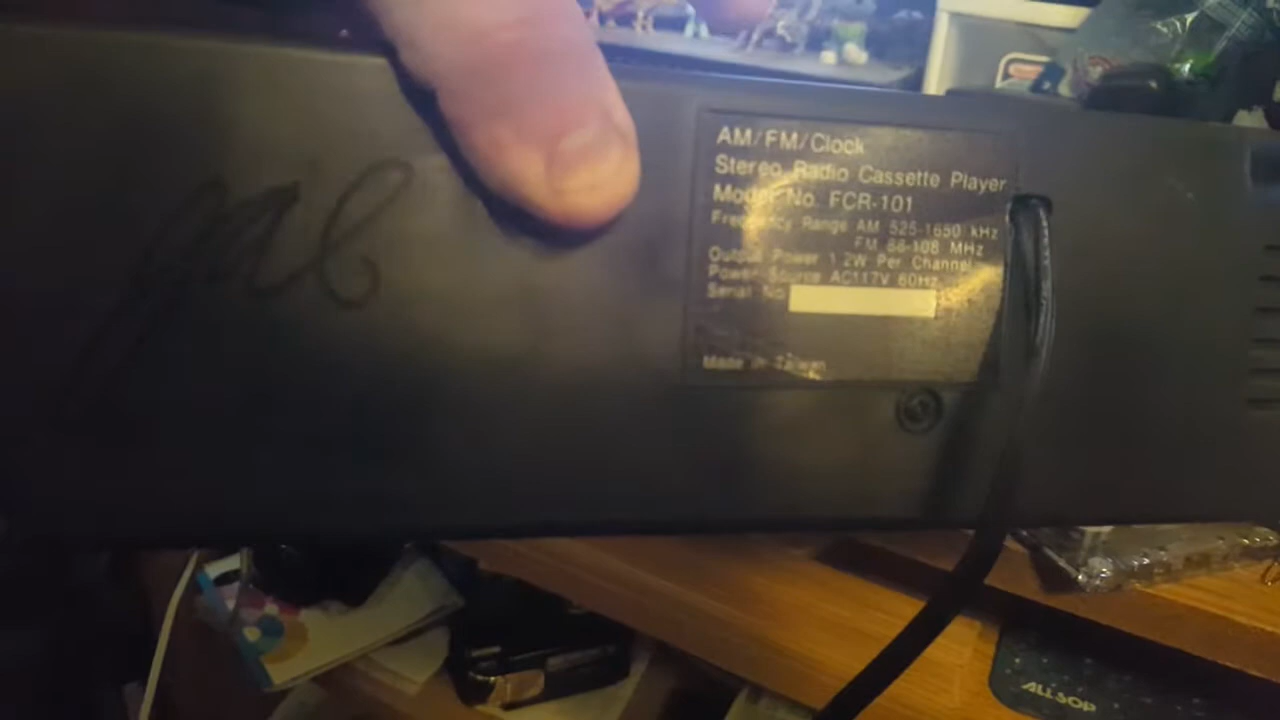 AM/FM/Clock
Stereo Radio Cassette Player
Model No. FCR-101
Frequency Range AM 525-1650 kHz
FM 88-108 MHz
Output Power 1.2W Per Channel
Power Source AC117V 60Hz
Serial No
Made in Taiwan
ALLSOP